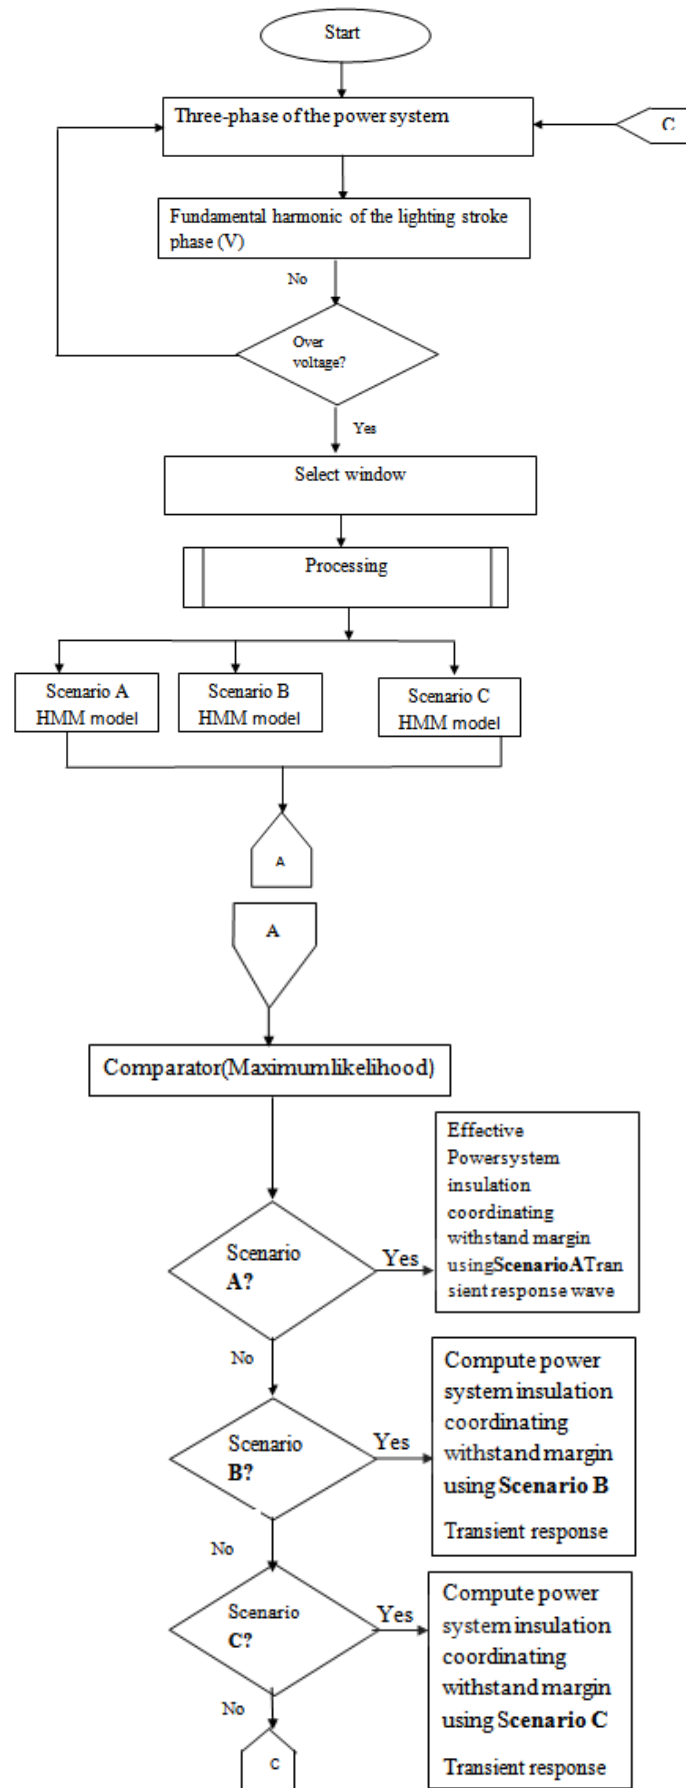 Start
Three-phase of the power system
C
Fundamental harmonic of the lighting stroke
phase (V)
No
Over
voltage?
Yes
Select window
Processing
Scenario A
HMM model
Scenario B
HMM model
Scenario C
HMM model
A
A
Comparator(Maximumlikelihood)
Effective
Powersystem
insulation
coordinating
withstand margin
usingScenarioATran
sient response wave
Scenario
A?
Yes
No
Compute power
system insulation
coordinating
withstand margin
using Scenario B
Transient response
Scenario
B?
Yes
No
Compute power
system insulation
coordinating
withstand margin
using Scenario C
Transient response
Scenario
C?
Yes
No
C